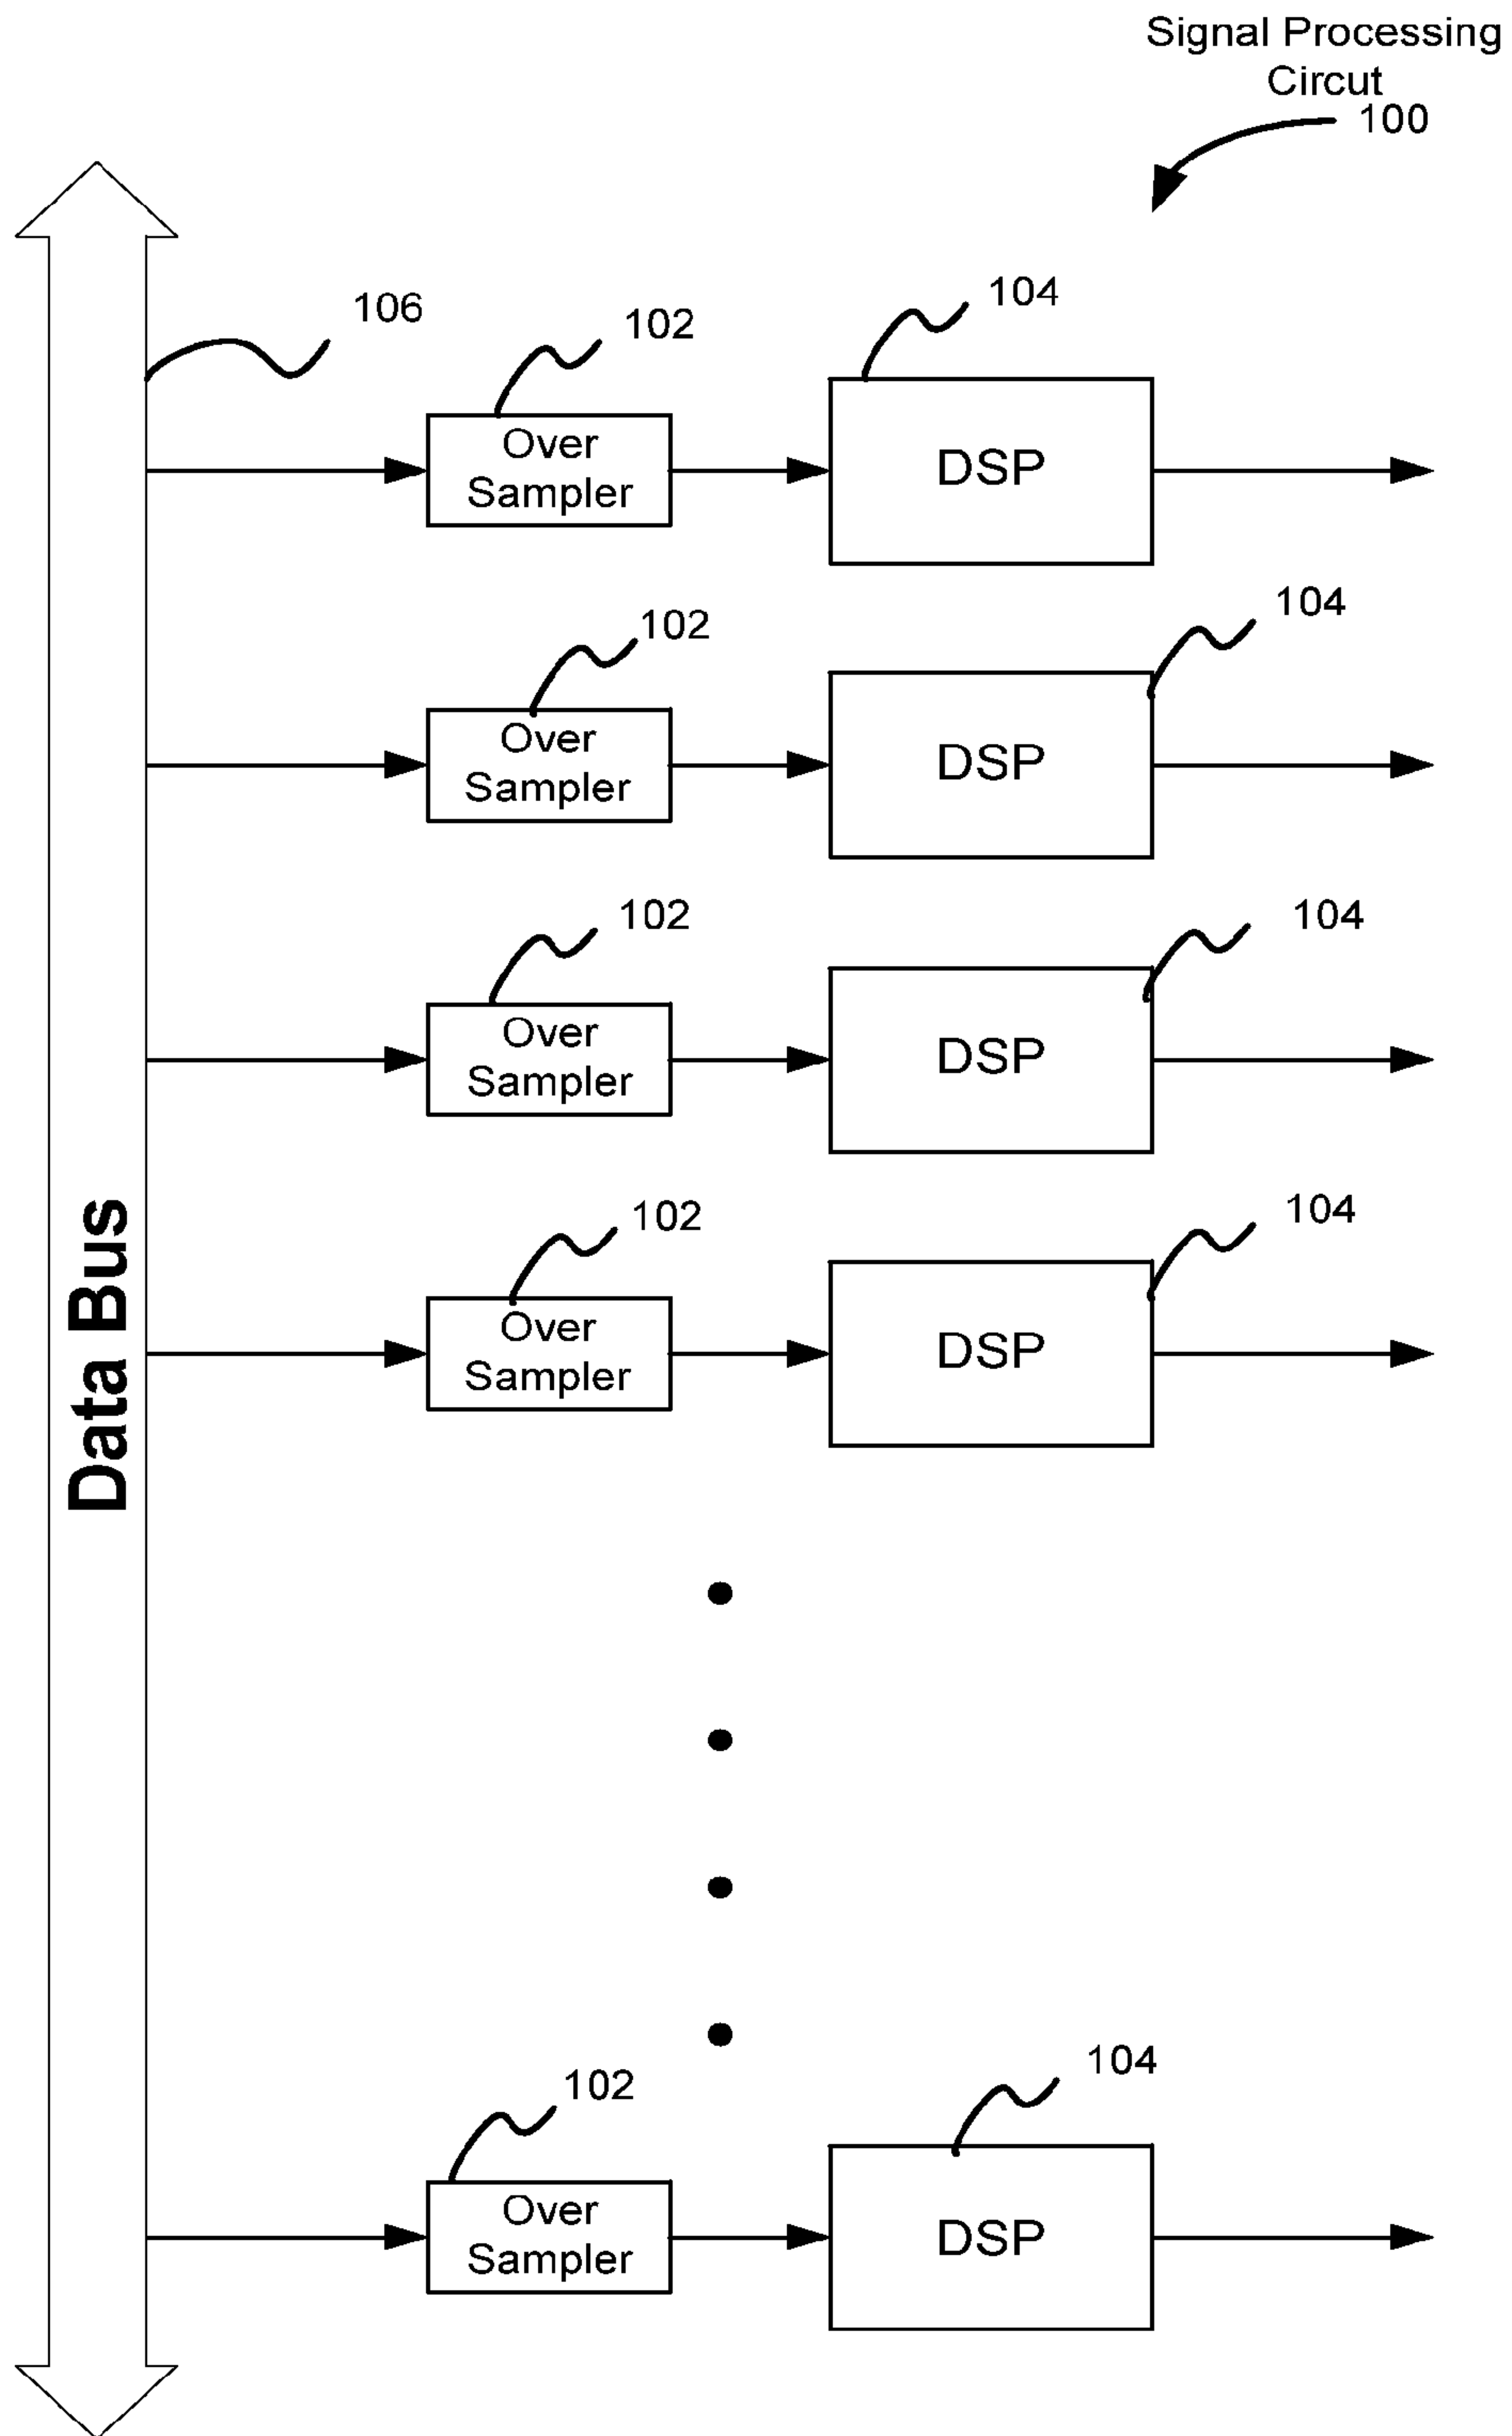 Signal Processing
Circut
100
106
102
104
Over
Sampler
DSP
102
104
Over
Sampler
DSP
102
104
Over
Sampler
DSP
102
104
Over
Sampler
DSP
Data Bus
102
104
Over
Sampler
DSP